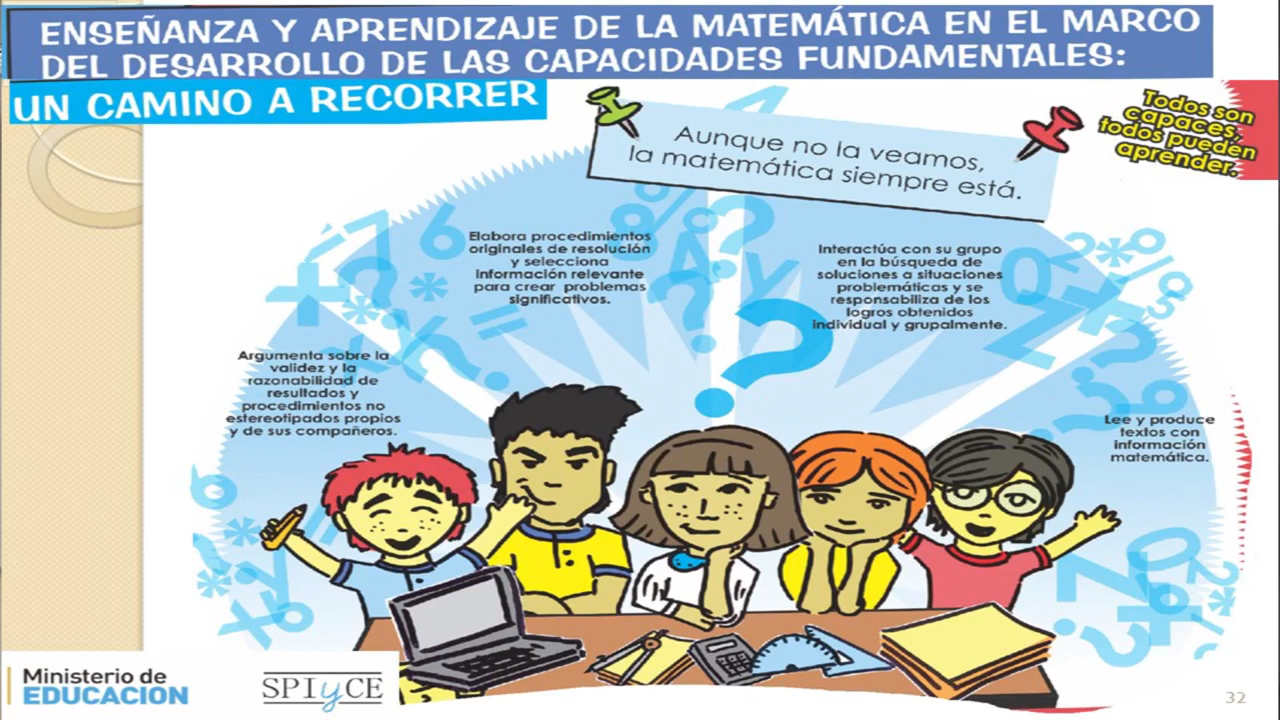 ENSEÑANZA Y APRENDIZAJE DE LA MATEMÁTICA EN EL MARCO
DEL DESARROLLO DE LAS CAPACIDADES FUNDAMENTALES:
UN CAMINO A RECORRER
Todos son
capaces,
todos pueden
aprender.
Aunque no la veamos,
la matemática siempre está.
Elabora procedimientos
originales de resolución
y selecciona
información relevante
para crear problemas
significativos.
Interactúa con su grupo
en la búsqueda de
soluciones a situaciones
problemáticas y se
responsabiliza de los
logros obtenidos
individual y grupalmente.
Argumenta sobre la
validez y la
razonabilidad de
resultados y
procedimientos no
estereotipados propios
y de sus compañeros.
Lee y produce
textos con
información
matemática.
Ministerio de
EDUCACION
SPIyCE
32